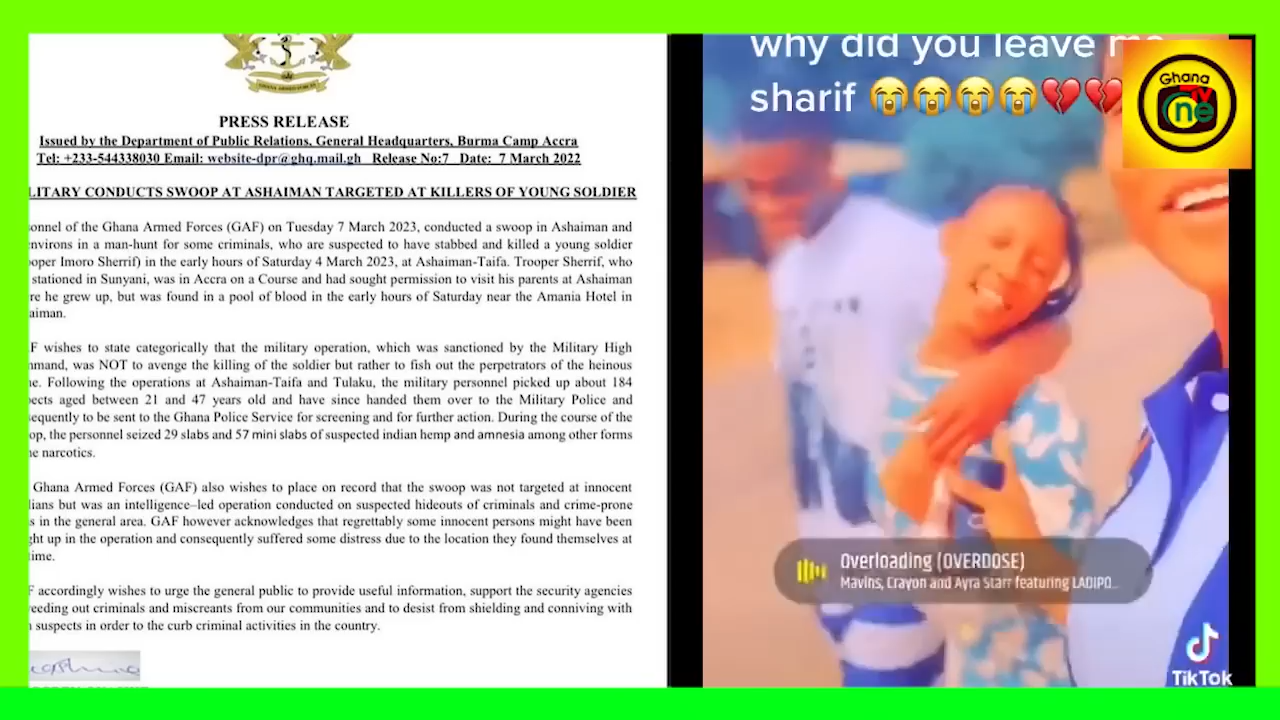 PRESS RELEASE
Issued by the Department of Public Relations, General Headquarters, Burma Camp Accra
Tel: +233-544338030 Email: website-dpr@ghq.mail.gh Release No:7 Date: 7 March 2022
LITARY CONDUCTS SWOOP AT ASHAIMAN TARGETED AT KILLERS OF YOUNG SOLDIER
onnel of the Ghana Armed Forces (GAF) on Tuesday 7 March 2023, conducted a swoop in Ashaiman and
nvirons in a man-hunt for some criminals, who are suspected to have stabbed and killed a young soldier
oper Imoro Sherrif) in the early hours of Saturday 4 March 2023, at Ashaiman-Taifa. Trooper Sherrif, who
stationed in Sunyani, was in Accra on a Course and had sought permission to visit his parents at Ashaiman
re he grew up, but was found in a pool of blood in the early hours of Saturday near the Amania Hotel in
aiman.
F wishes to state categorically that the military operation, which was sanctioned by the Military High
mmand, was NOT to avenge the killing of the soldier but rather to fish out the perpetrators of the heinous
e. Following the operations at Ashaiman-Taifa and Tulaku, the military personnel picked up about 184
ects aged between 21 and 47 years old and have since handed them over to the Military Police and
sequently to be sent to the Ghana Police Service for screening and for further action. During the course of the
op, the personnel seized 29 slabs and 57 mini slabs of suspected indian hemp and amnesia among other forms
ne narcotics.
Ghana Armed Forces (GAF) also wishes to place on record that the swoop was not targeted at innocent
lians but was an intelligence–led operation conducted on suspected hideouts of criminals and crime-prone
s in the general area. GAF however acknowledges that regrettably some innocent persons might have been
ght up in the operation and consequently suffered some distress due to the location they found themselves at
ime.
F accordingly wishes to urge the general public to provide useful information, support the security agencies
eeding out criminals and miscreants from our communities and to desist from shielding and conniving with
suspects in order to the curb criminal activities in the country.
why did you leave me
sharif 😭😭😭😭💔💔
Ghana
TV
One
Overloading (OVERDOSE)
Mavins, Crayon and Ayra Starr featuring LADIPO...
TikTok